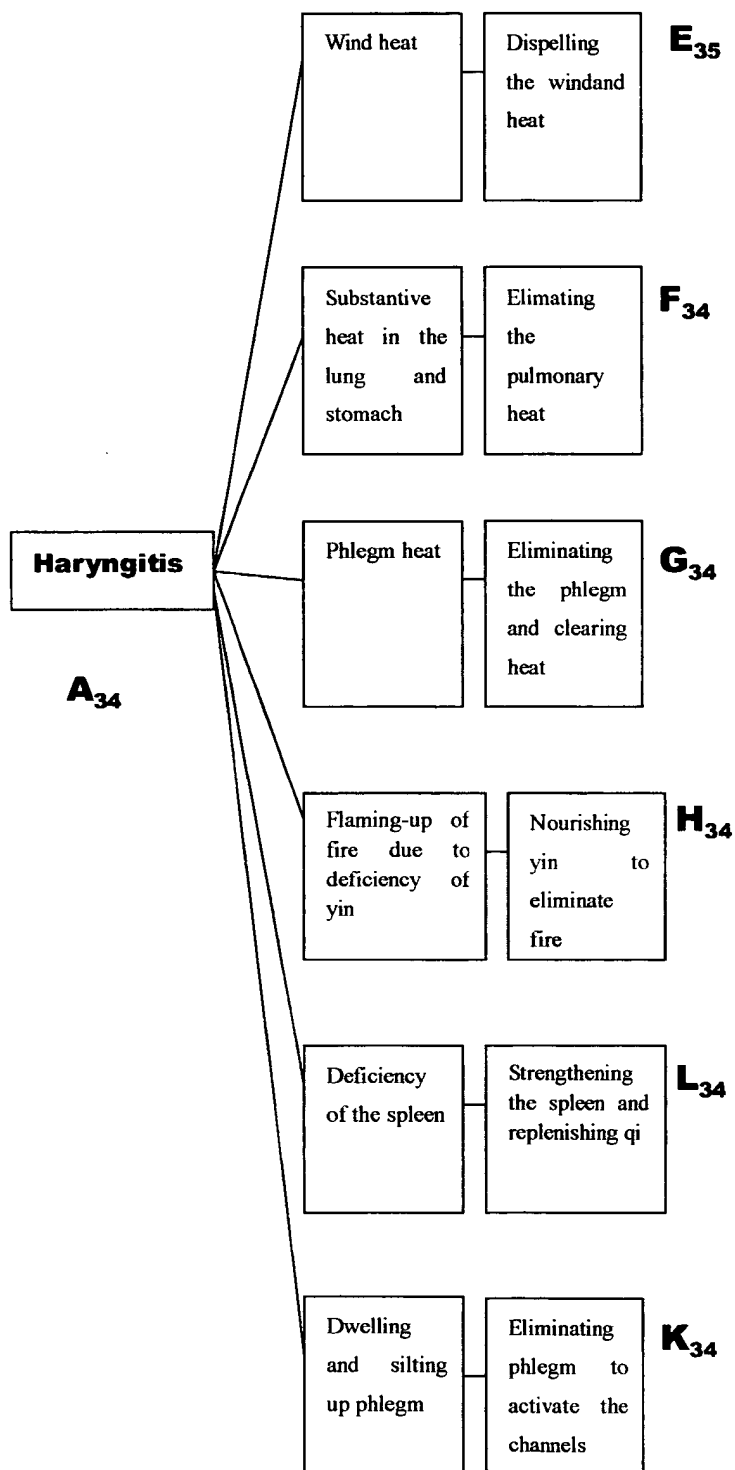 Wind heat
Dispelling
the windand
heat
E35
Substantive
heat in the
lung and
stomach
Elimating
the
pulmonary
heat
F34
Haryngitis
A34
Phlegm heat
Eliminating
the phlegm
and clearing
heat
G34
Flaming-up of
fire due to
deficiency of
yin
Nourishing
yin to
eliminate
fire
H34
Deficiency
of the spleen
Strengthening
the spleen and
replenishing qi
L34
Dwelling
and silting
up phlegm
Eliminating
phlegm to
activate the
channels
K34